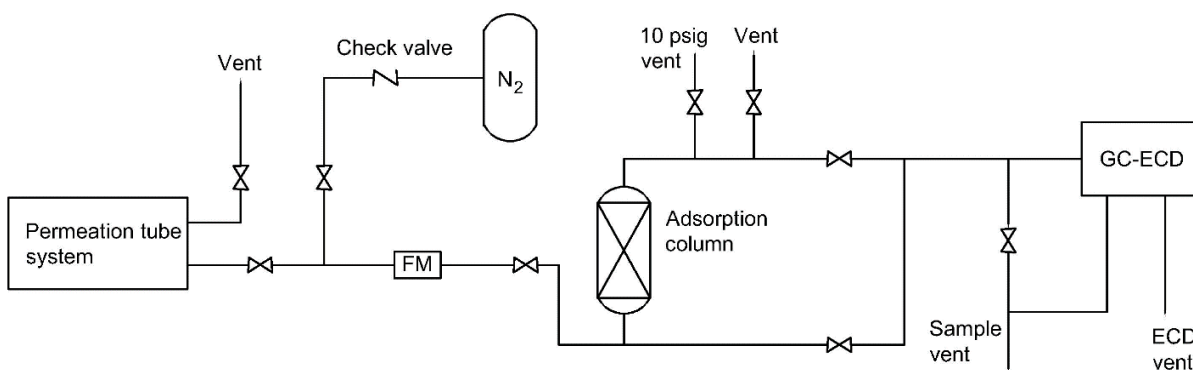 10 psig
vent
Vent
Check valve
Vent
N2
GC-ECD
Permeation tube
system
Adsorption
column
FM
Sample
vent
ECD
vent